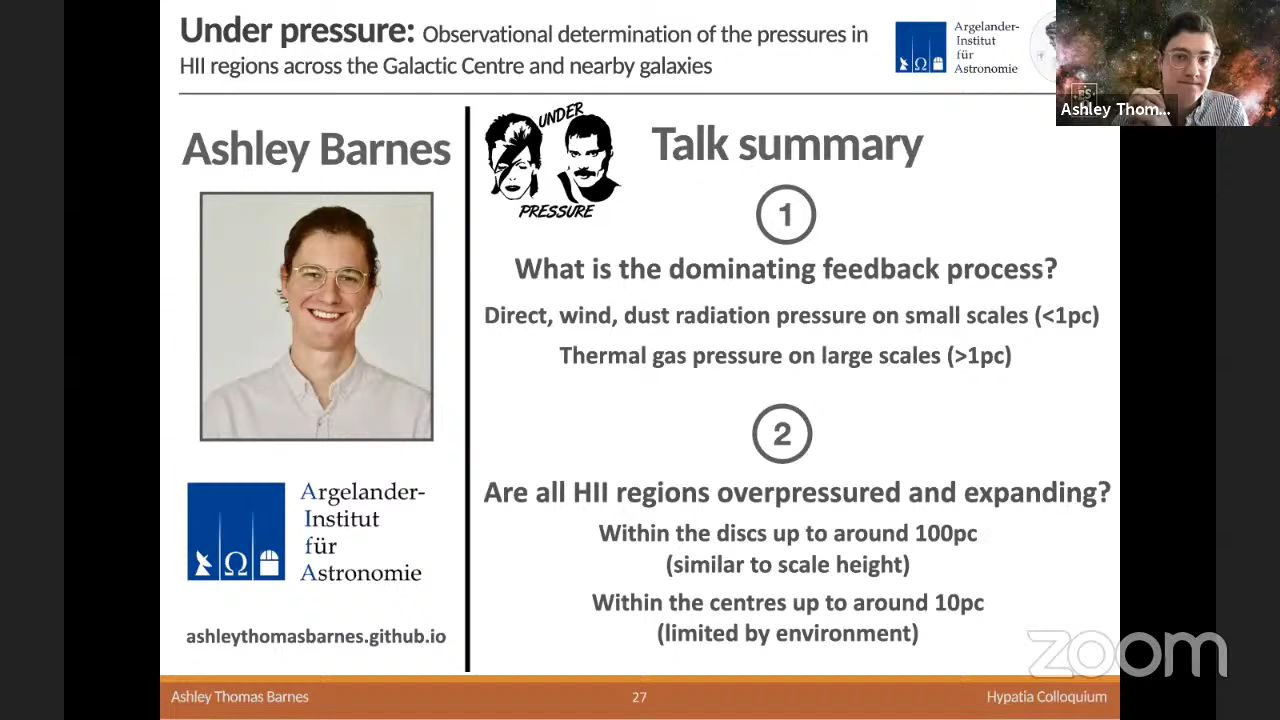 Under pressure: Observational determination of the pressures in
HII regions across the Galactic Centre and nearby galaxies
Argelander-
Institut
für
Astronomie
Ashley Thom...
Ashley Barnes
UNDER
PRESSURE
Talk summary
1
What is the dominating feedback process?
Direct, wind, dust radiation pressure on small scales (<1pc)
Thermal gas pressure on large scales (>1pc)
2
Are all HII regions overpressured and expanding?
Within the discs up to around 100pc
(similar to scale height)
Within the centres up to around 10pc
(limited by environment)
Ω
Argelander-
Institut
für
Astronomie
ashleythomasbarnes.github.io
zoom
Ashley Thomas Barnes
27
Hypatia Colloquium